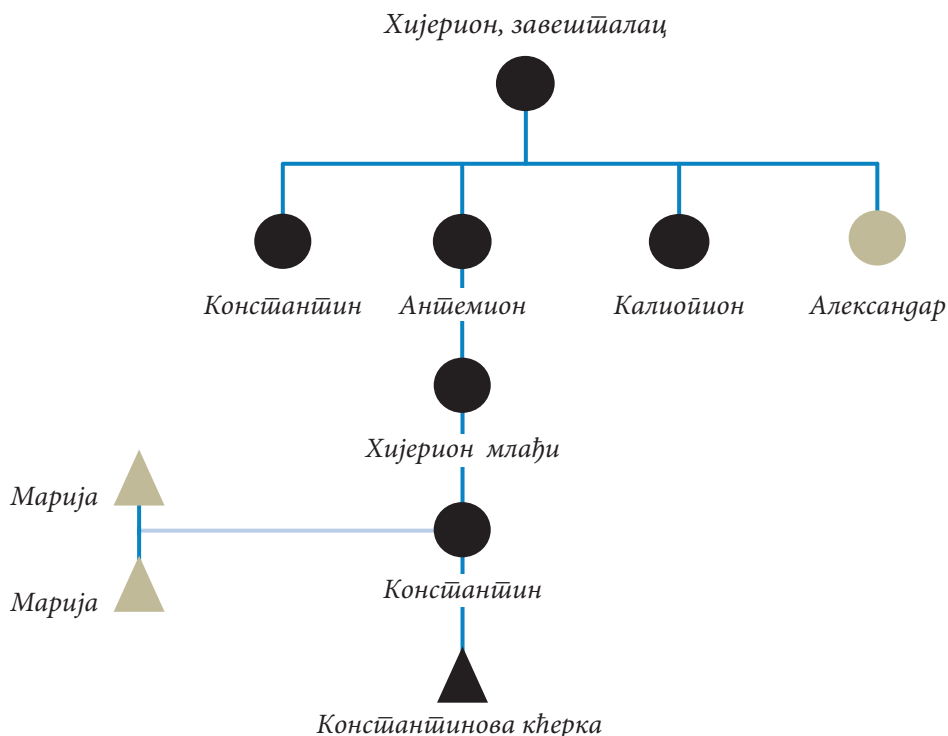 Хијерион, завешталац
Константин
Антемион
Калиопион
Александар
Хијерион млађи
Марија
Константин
Марија
Константинова кћерка